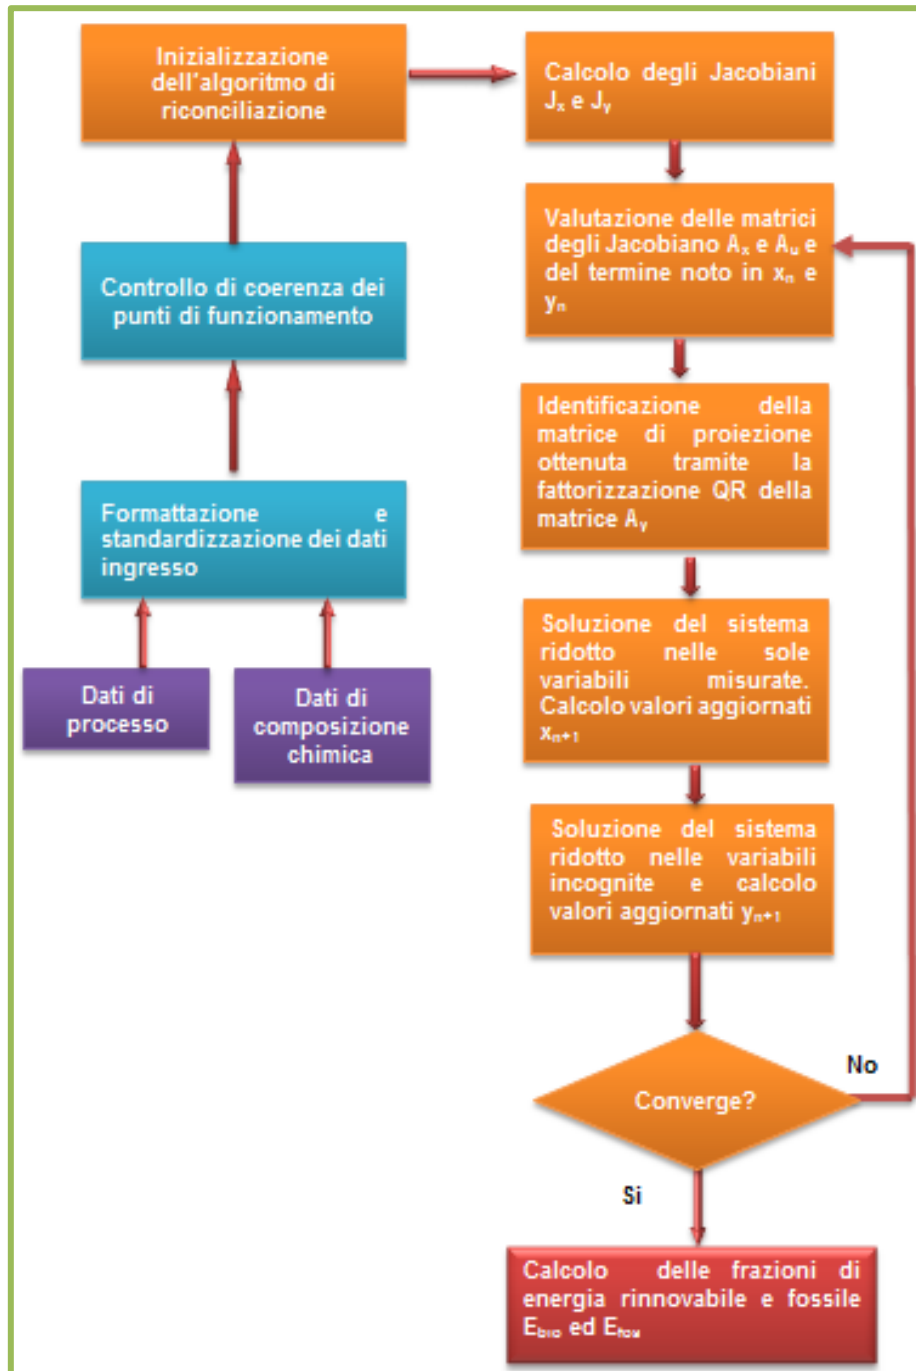 Inizializzazione
dell'algoritmo di
riconciliazione
Calcolo degli Jacobiani
Jx e Jy
Valutazione delle matrici
degli Jacobiano Ax e Au e
del termine noto in xn e
yn
Controllo di coerenza dei
punti di funzionamento
Identificazione della
matrice di proiezione
ottenuta tramite la
fattorizzazione QR della
matrice Ay
Formattazione e
standardizzazione dei dati
ingresso
Soluzione del sistema
ridotto nelle sole
variabili misurate.
Calcolo valori aggiornati
xn+1
Dati di
processo
Dati di
composizione
chimica
Soluzione del sistema
ridotto nelle variabili
incognite e calcolo
valori aggiornati yn+1
Converge?
No
Si
Calcolo delle frazioni di
energia rinnovabile e fossile
Ebio ed Efossil